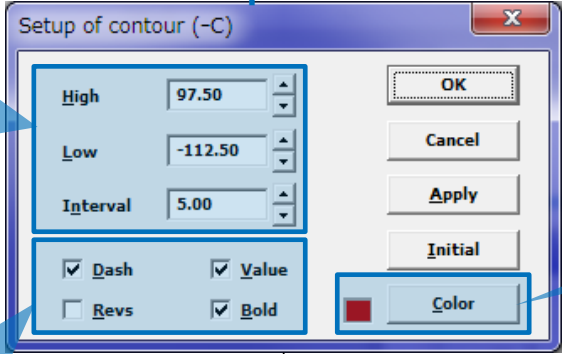 Setup of contour (-C)
High 97.50
OK
Low -112.50
Cancel
Interval 5.00
Apply
Initial
Dash Value
Revs Bold
Color